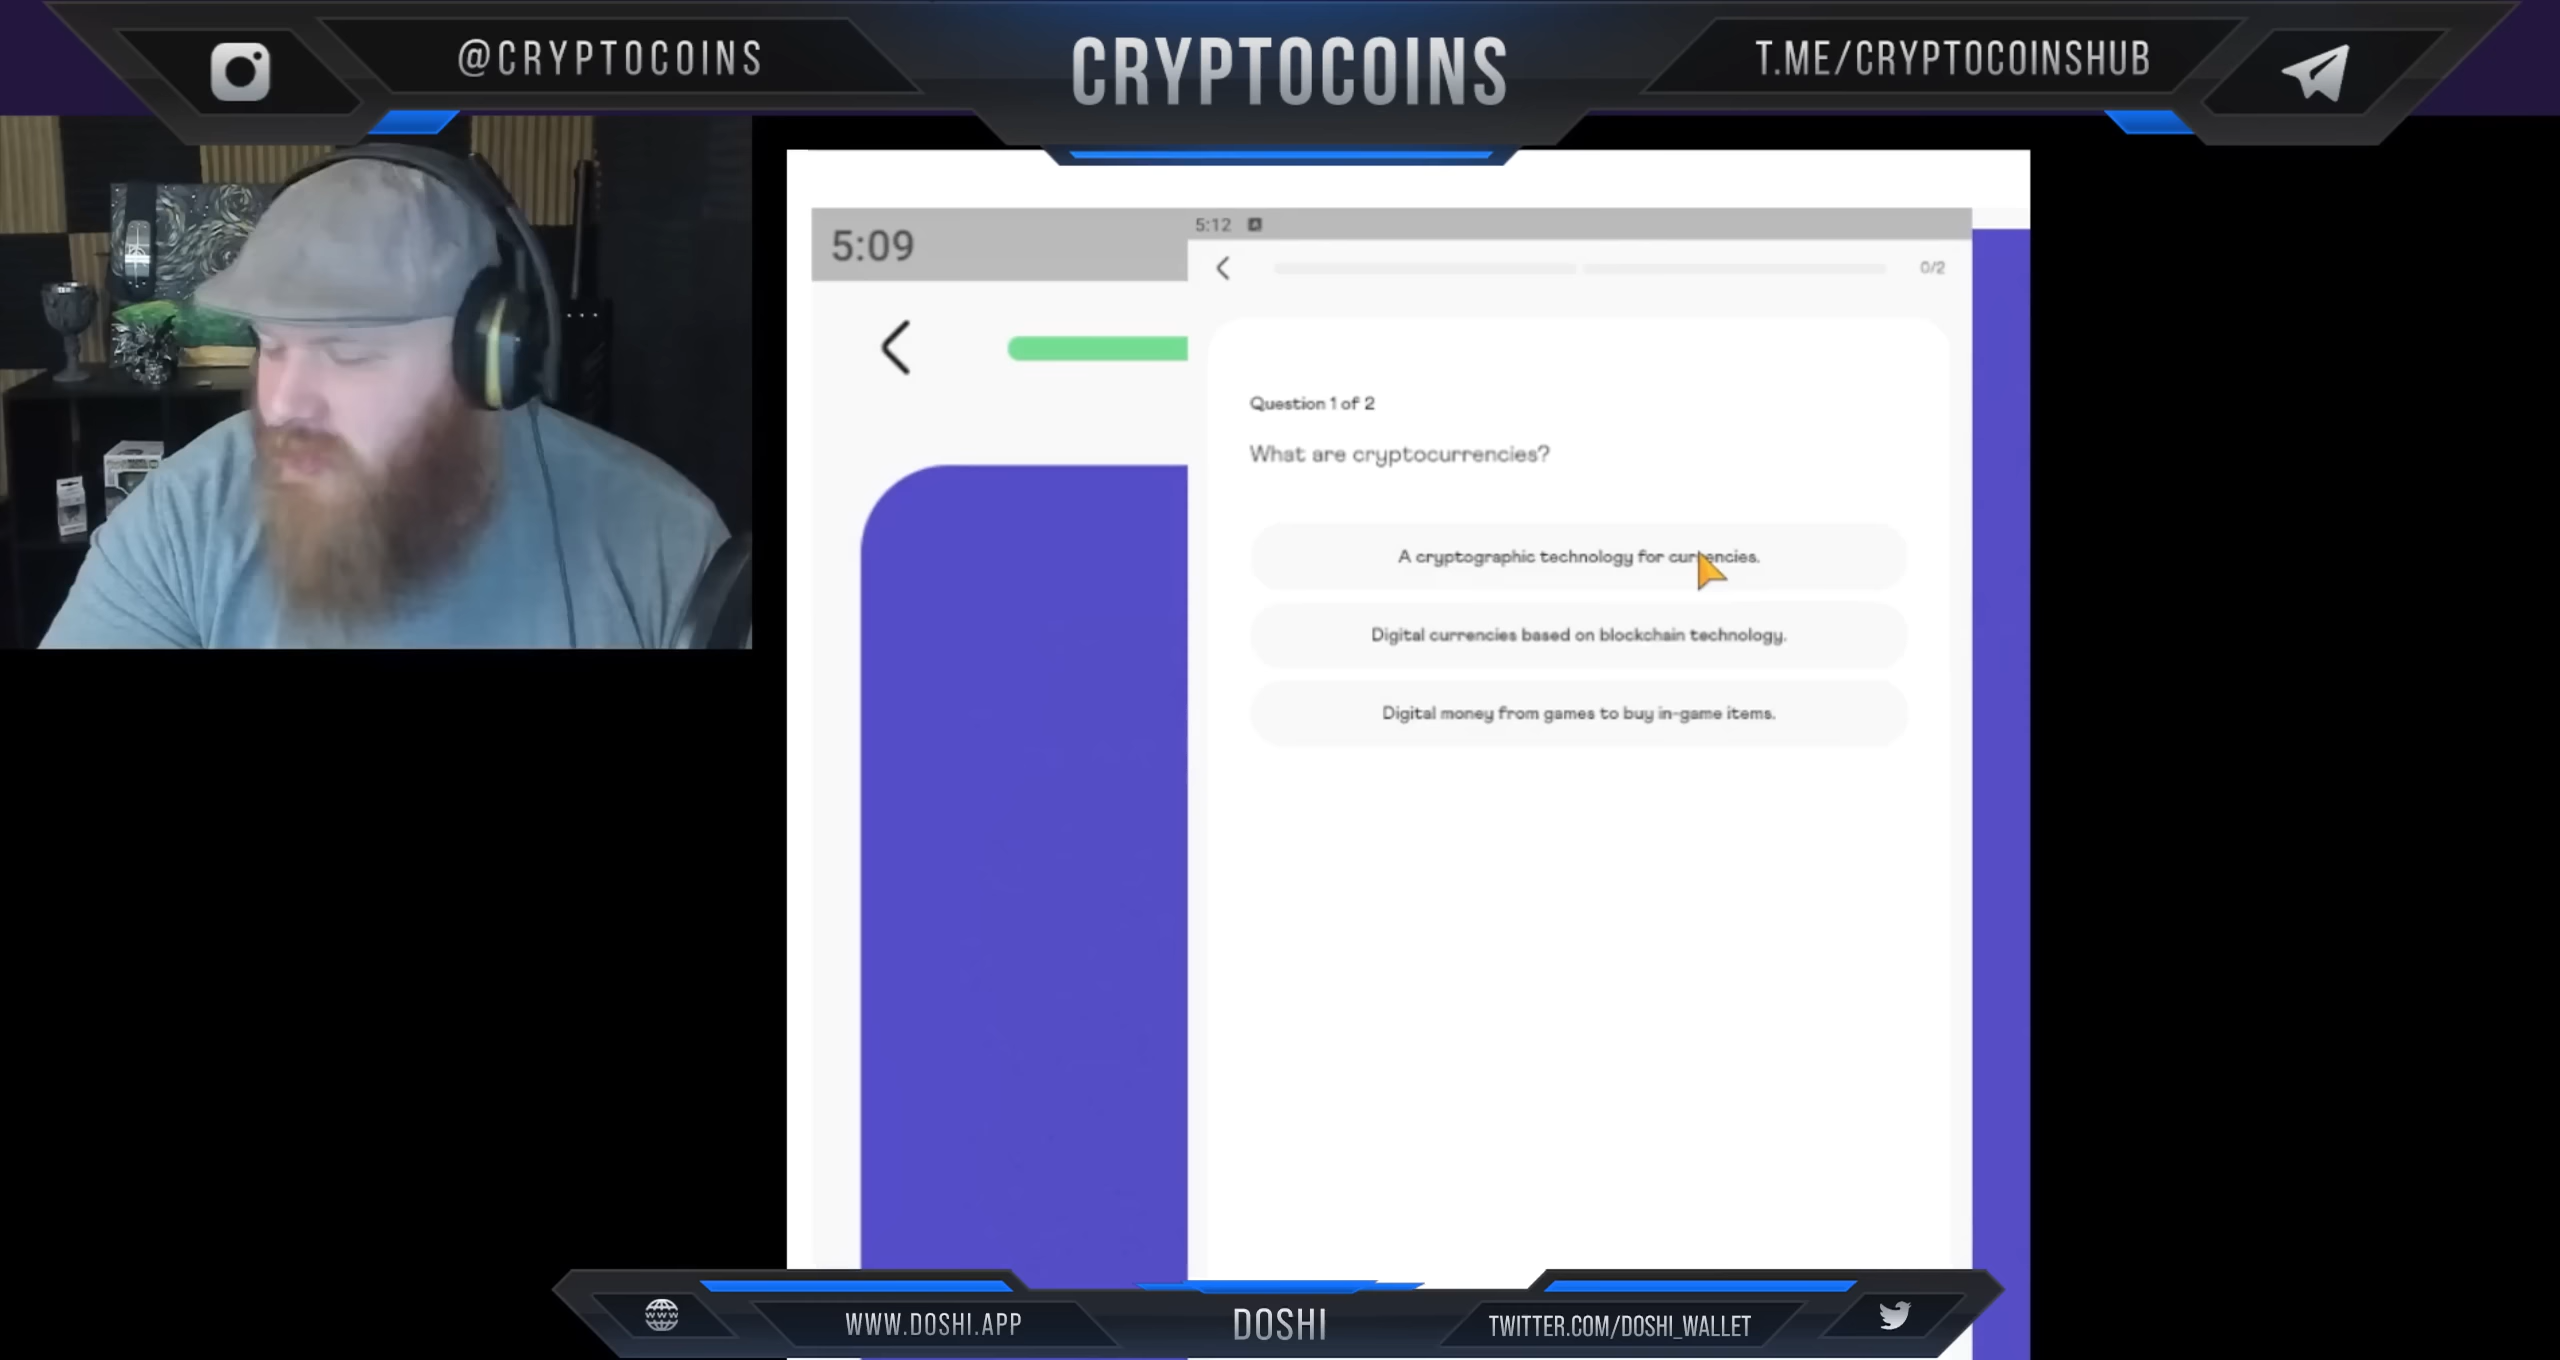 @CRYPTOCOINS
CRYPTOCOINS
T.ME/CRYPTOCOINSHUB
5:09
5:12
0/2
Question 1 of 2
What are cryptocurrencies?
A cryptographic technology for currencies.
Digital currencies based on blockchain technology.
Digital money from games to buy in-game items.
WWW.DOSHI.APP
DOSHI
TWITTER.COM/DOSHI_WALLET